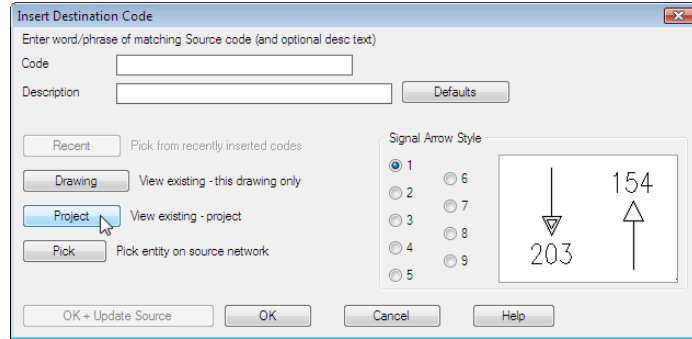 Insert Destination Code
Enter word/phrase of matching Source code (and optional desc text)
Code
Description
Defaults
Recent Pick from recently inserted codes
Drawing View existing - this drawing only
Project View existing - project
Pick Pick entity on source network
Signal Arrow Style
1
2
3
4
5
6
7
8
9
203
154
OK + Update Source OK Cancel Help